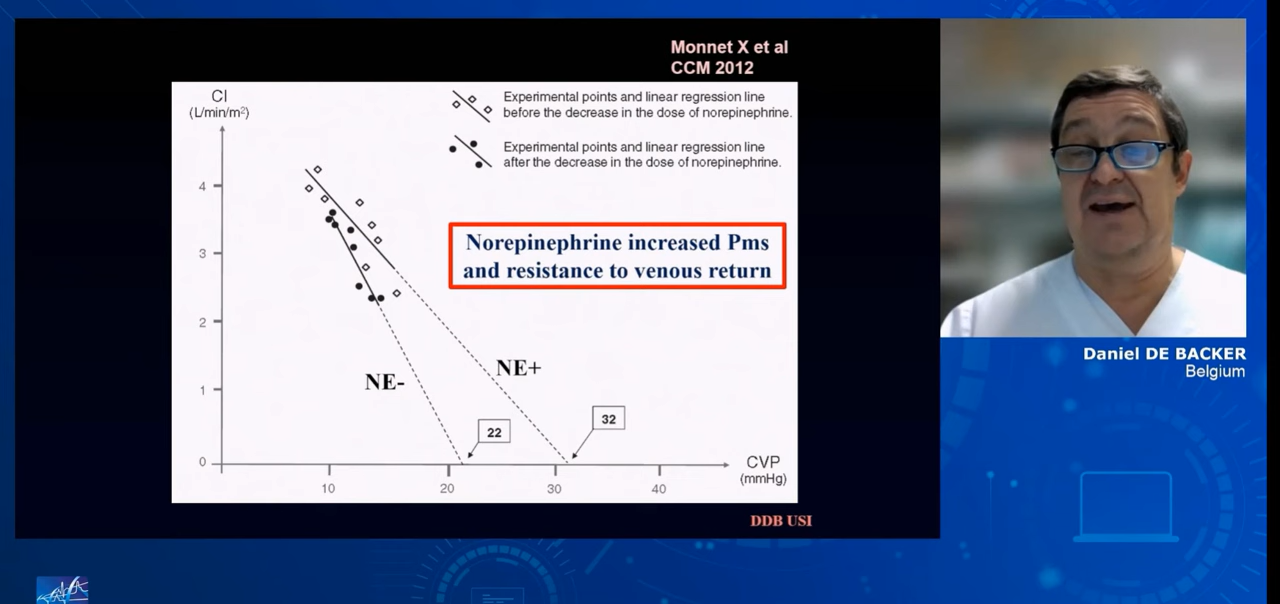 Monnet X et al
CCM 2012
CI
(L/min/m²)
Experimental points and linear regression line
before the decrease in the dose of norepinephrine.
Experimental points and linear regression line
after the decrease in the dose of norepinephrine.
4
3
2
1
0
Norepinephrine increased Pms
and resistance to venous return
NE-
NE+
22
32
10
20
30
40
CVP
(mmHg)
DDB USI
Daniel DE BACKER
Belgium